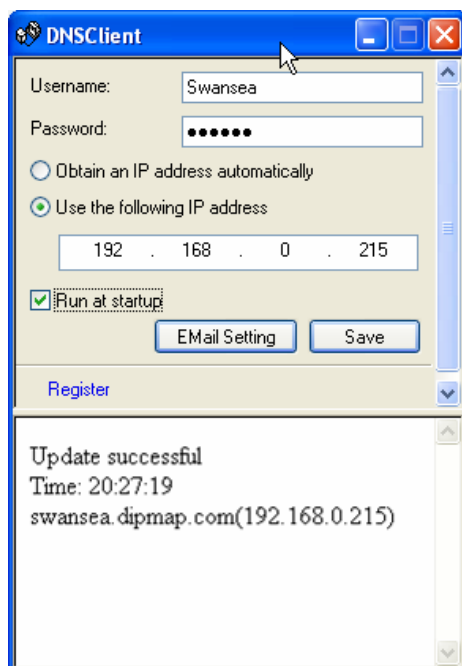 DNSClient
Username: Swansea
Password: ●●●●●●
Obtain an IP address automatically
Use the following IP address
192 . 168 . 0 . 215
Run at startup
EMail Setting Save
Register
Update successful
Time: 20:27:19
swansea.dipmap.com(192.168.0.215)